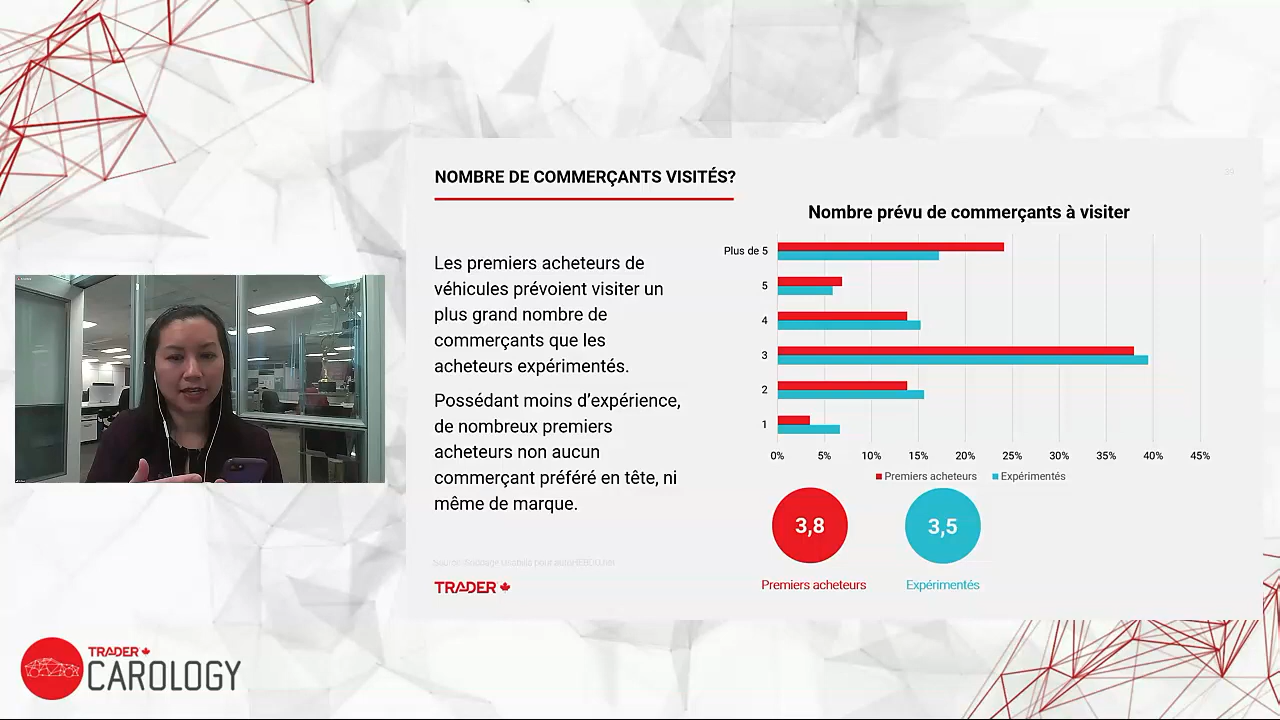 NOMBRE DE COMMERÇANTS VISITÉS?
Les premiers acheteurs de
véhicules prévoient visiter un
plus grand nombre de
commerçants que les
acheteurs expérimentés.
Possédant moins d'expérience,
de nombreux premiers
acheteurs non aucun
commerçant préféré en tête, ni
même de marque.
TRADER
Nombre prévu de commerçants à visiter
Plus de 5
5
4
3
2
1
0% 5% 10% 15% 20% 25% 30% 35% 40% 45%
Premiers acheteurs Expérimentés
3,8 3,5
Premiers acheteurs Expérimentés
TRADER
CAROLOGY